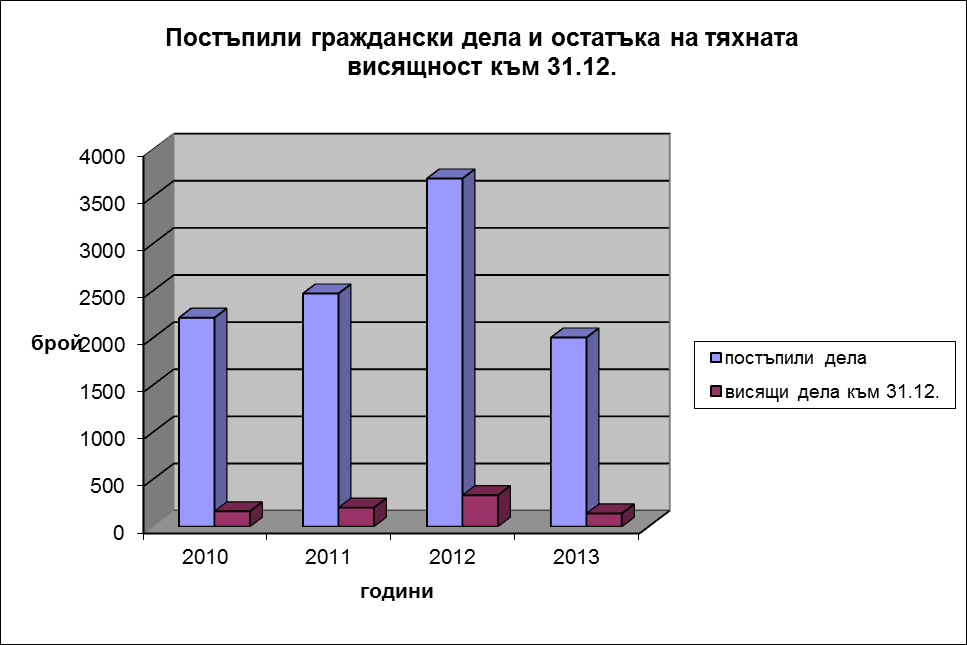 Постъпили граждански дела и остатъка на тяхната
висящност към 31.12.
4000
3500
3000
2500
2000
1500
1000
500
0
брой
2010 2011 2012 2013
години
постъпили дела
висящи дела към 31.12.